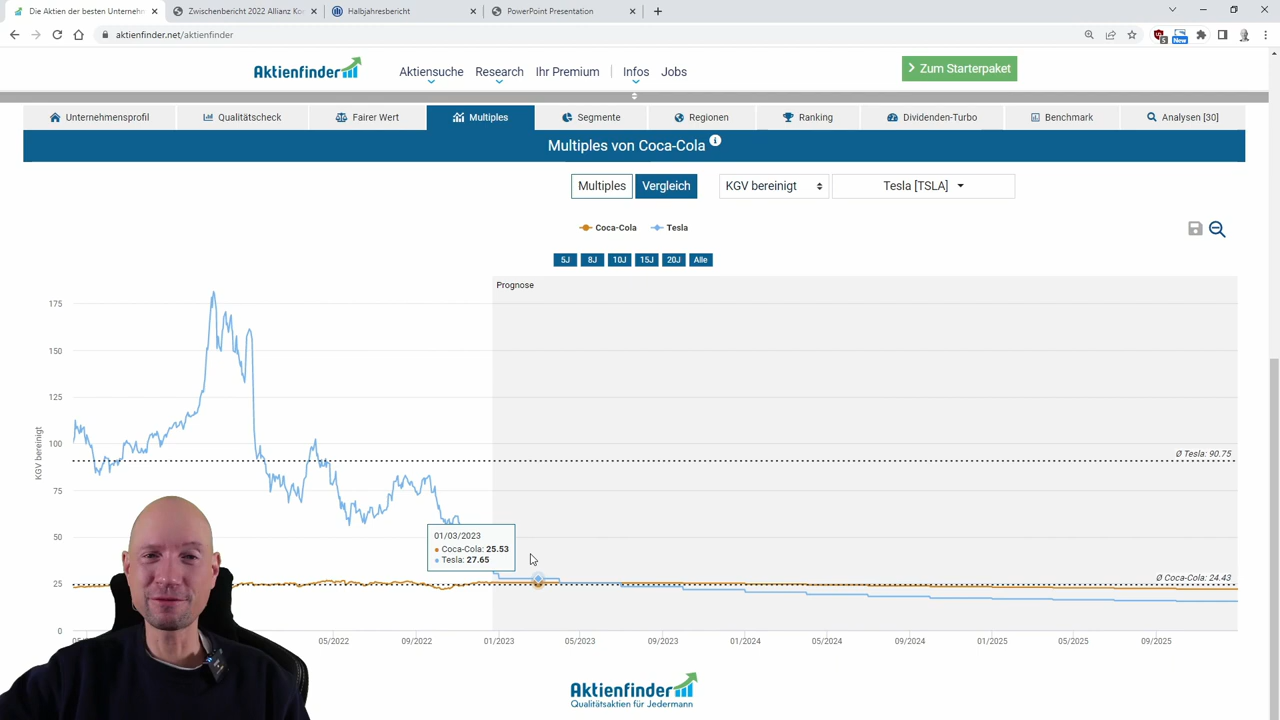 Die Aktien der besten Unternehm
Zwischenbericht 2022 Allianz Kon
Halbjahresbericht
PowerPoint Presentation
aktienfinder.net/aktienfinder
New
Aktienfinder
Aktiensuche
Research
Ihr Premium
Infos
Jobs
Zum Starterpaket
Unternehmensprofil
Qualitätscheck
Fairer Wert
Multiples
Segmente
Regionen
Ranking
Dividenden-Turbo
Benchmark
Analysen [30]
Multiples von Coca-Cola
Multiples
Vergleich
KGV bereinigt
Tesla [TSLA]
Coca-Cola
Tesla
5J
8J
10J
15J
20J
Alle
Prognose
175
150
125
100
75
50
25
0
KGV bereinigt
Ø Tesla: 90.75
01/03/2023
Coca-Cola: 25.53
Tesla: 27.65
Ø Coca-Cola: 24.43
05/2022
09/2022
01/2023
05/2023
09/2023
01/2024
05/2024
09/2024
01/2025
05/2025
09/2025
Aktienfinder
Qualitätsaktien für Jedermann